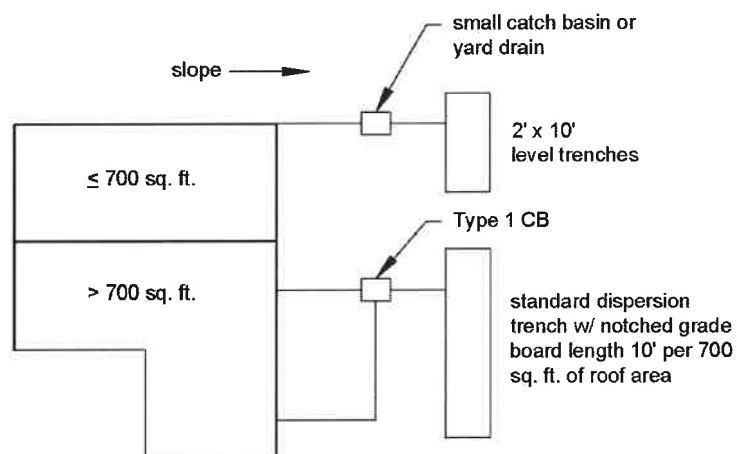 small catch basin or
yard drain
slope
2' x 10'
level trenches
≤ 700 sq. ft.
Type 1 CB
> 700 sq. ft.
standard dispersion
trench w/ notched grade
board length 10' per 700
sq. ft. of roof area